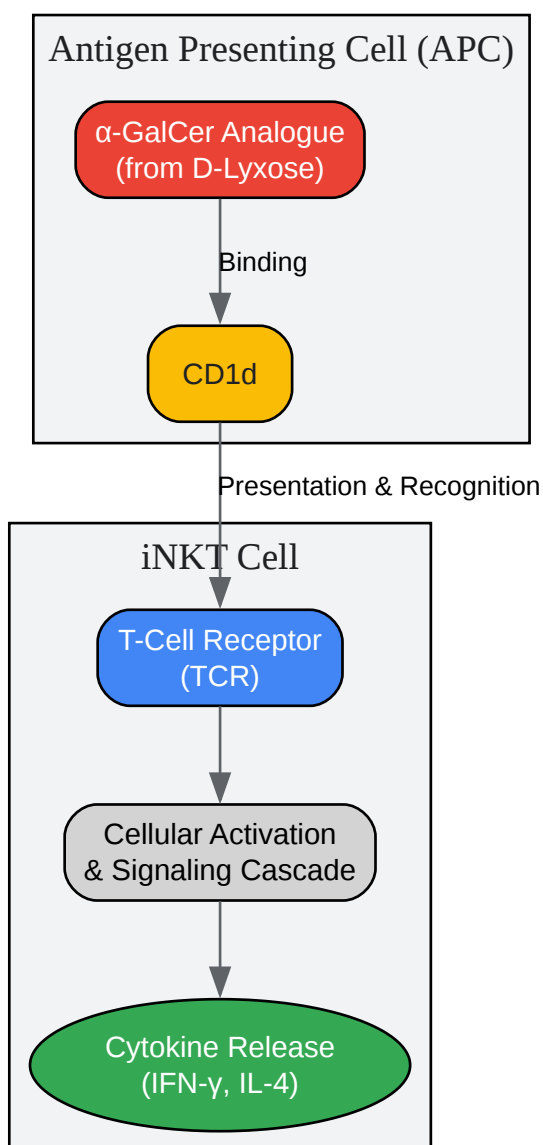 Antigen Presenting Cell (APC)
α-GalCer Analogue
(from D-Lyxose)
Binding
CD1d
Presentation & Recognition
iNKT Cell
T-Cell Receptor
(TCR)
Cellular Activation
& Signaling Cascade
Cytokine Release
(IFN-γ, IL-4)